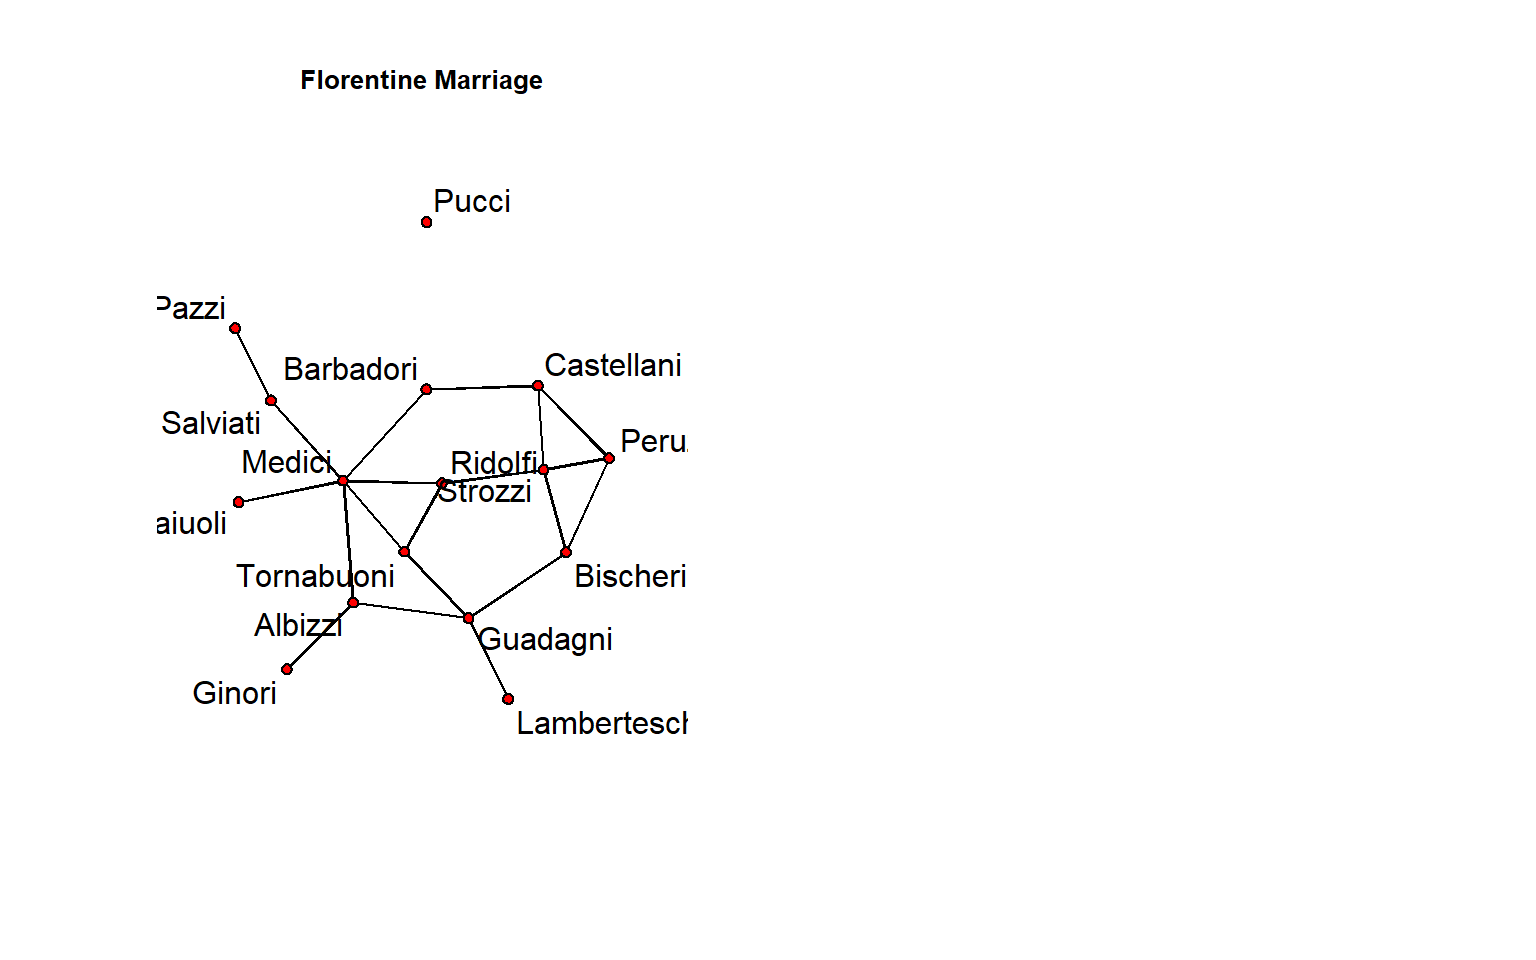 Florentine Marriage
Pucci
Pazzi
Barbadori
Castellani
Salviati
Peru
Medici
Ridolfi
Strozzi
aiuoli
Tornabuoni
Bischeri
Albizzi
Guadagni
Ginori
Lambertesch